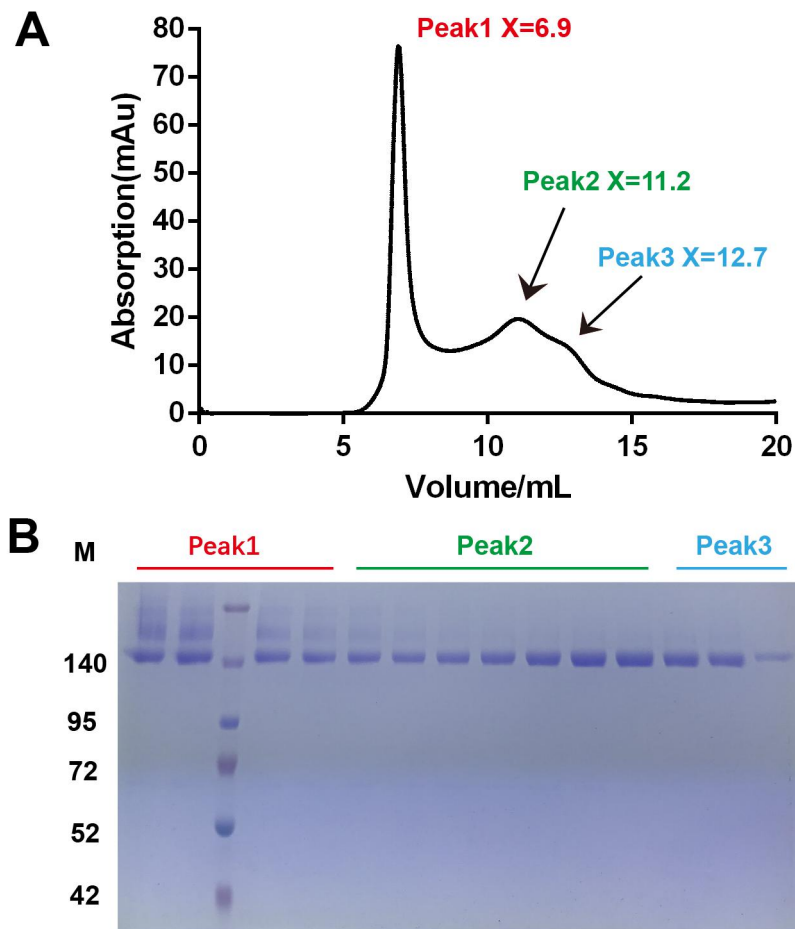 A
Peak1 X=6.9
Peak2 X=11.2
Peak3 X=12.7
Absorption(mAu)
80
70
60
50
40
30
20
10
0
0 5 10 15 20
Volume/mL
B
M Peak1 Peak2 Peak3
140
95
72
52
42